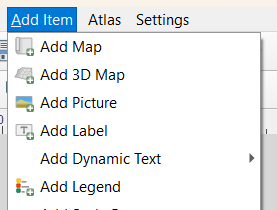 Add Item Atlas Settings
Add Map
Add 3D Map
Add Picture
Add Label
Add Dynamic Text
Add Legend